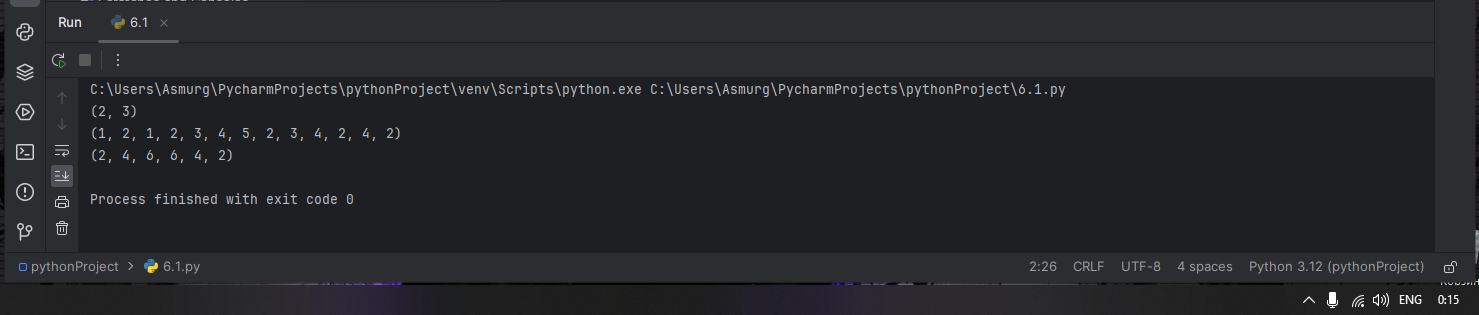 Run 6.1
C:\Users\Asmurg\PycharmProjects\pythonProject\venv\Scripts\python.exe C:\Users\Asmurg\PycharmProjects\pythonProject\6.1.py
(2, 3)
(1, 2, 1, 2, 3, 4, 5, 2, 3, 4, 2, 4, 2)
(2, 4, 6, 6, 4, 2)
Process finished with exit code 0
pythonProject > 6.1.py 2:26 CRLF UTF-8 4 spaces Python 3.12 (pythonProject)
ENG 0:15